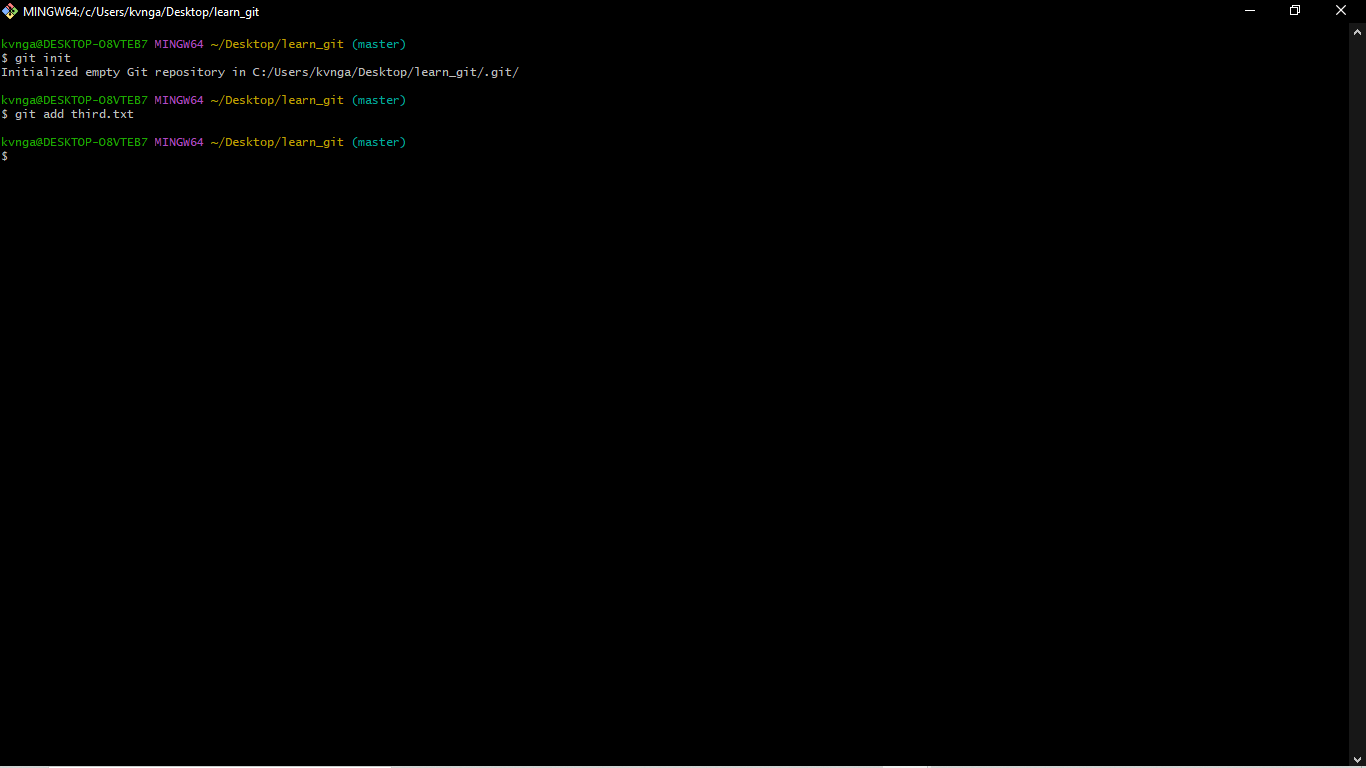 MINGW64:/c/Users/kvnga/Desktop/learn_git
kvnga@DESKTOP-O8VTEB7 MINGW64 ~/Desktop/learn_git (master)
$ git init
Initialized empty Git repository in C:/Users/kvnga/Desktop/learn_git/.git/
kvnga@DESKTOP-O8VTEB7 MINGW64 ~/Desktop/learn_git (master)
$ git add third.txt
kvnga@DESKTOP-O8VTEB7 MINGW64 ~/Desktop/learn_git (master)
$